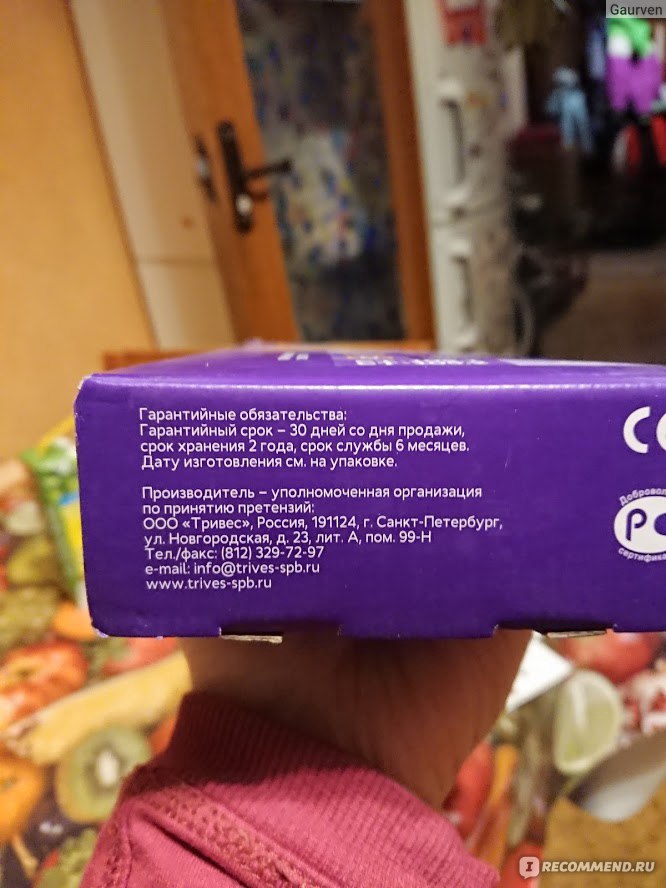 Gaurven
Гарантийные обязательства:
Гарантийный срок – 30 дней со дня продажи,
срок хранения 2 года, срок службы 6 месяцев.
Дату изготовления см. на упаковке.
Производитель – уполномоченная организация
по принятию претензий:
ООО «Тривес», Россия, 191124, г. Санкт-Петербург,
ул. Новгородская, д. 23, лит. А, пом. 99-Н
Тел./факс: (812) 329-72-97
e-mail: info@trives-spb.ru
www.trives-spb.ru
CE
I RECOMMEND.RU